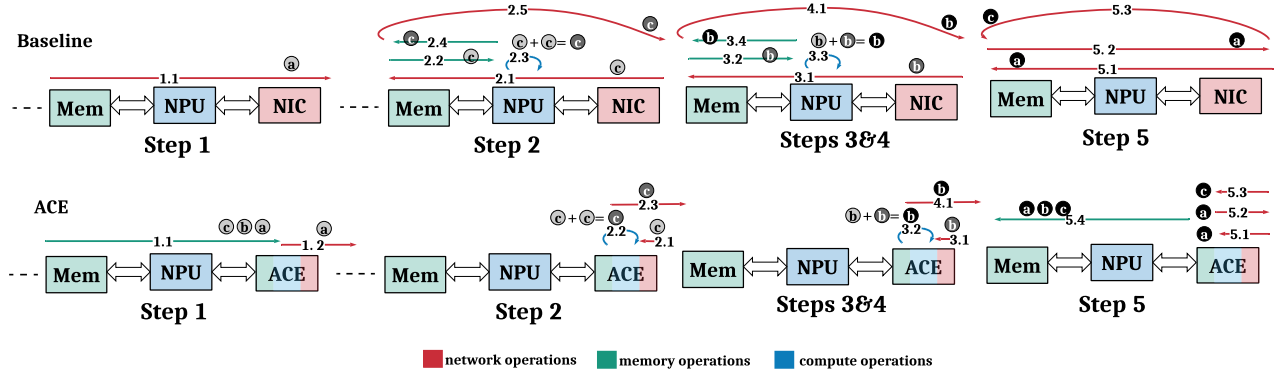 Baseline
a
1.1
Mem NPU NIC
Step 1
2.5
c
c
2.4
c + c = c
2.2
c
2.3
c
2.1
Mem NPU NIC
Step 2
4.1
b
b
3.4
b + b = b
3.2
b
3.3
b
3.1
Mem NPU NIC
Steps 3&4
c
5.3
a
5. 2
a
5.1
Mem NPU NIC
Step 5
ACE
c b a
a
1.1
1. 2
Mem NPU ACE
Step 1
c
2.3
c + c = c
c
2.2
2.1
Mem NPU ACE
Step 2
b
4.1
b + b = b
b
3.2
3.1
Mem NPU ACE
Steps 3&4
a b c
5.4
c 5.3
a 5.2
a 5.1
Mem NPU ACE
Step 5
network operations memory operations compute operations